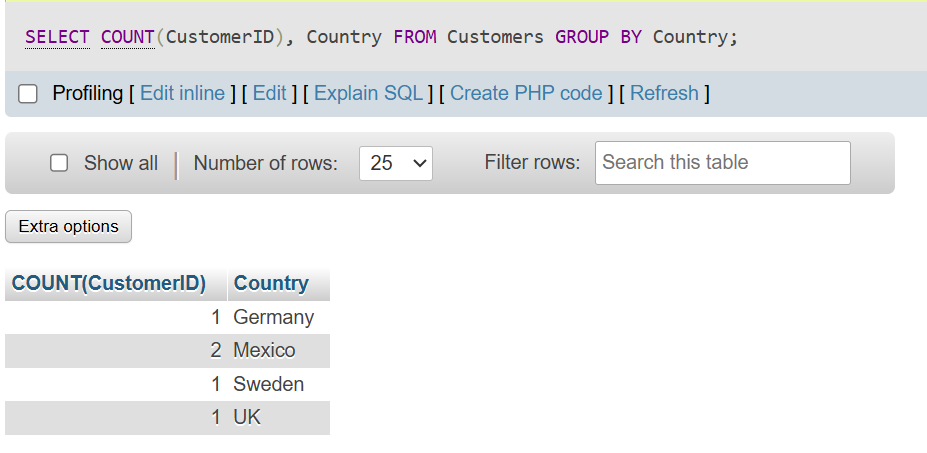 SELECT COUNT(CustomerID), Country FROM Customers GROUP BY Country;
Profiling [ Edit inline ] [ Edit ] [ Explain SQL ] [ Create PHP code ] [ Refresh ]
Show all | Number of rows: 25 Filter rows: Search this table
Extra options
COUNT(CustomerID) Country
1 Germany
2 Mexico
1 Sweden
1 UK